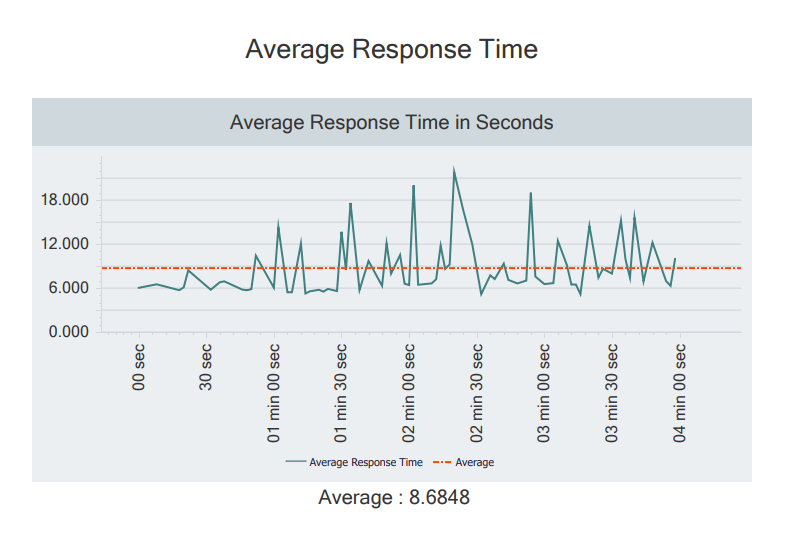 Average Response Time
Average Response Time in Seconds
18.000
12.000
6.000
0.000
00 sec
30 sec
01 min 00 sec
01 min 30 sec
02 min 00 sec
02 min 30 sec
03 min 00 sec
03 min 30 sec
04 min 00 sec
Average Response Time
Average
Average : 8.6848